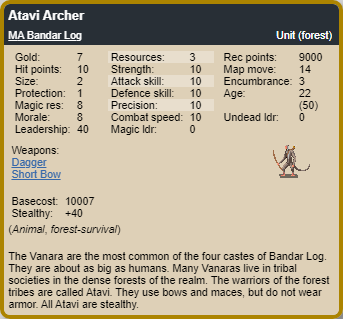 Atavi Archer
MA Bandar Log Unit (forest)
Gold: 7 Resources: 3 Rec points: 9000
Hit points: 10 Strength: 10 Map move: 14
Size: 2 Attack skill: 10 Encumbrance: 3
Protection: 1 Defence skill: 10 Age: 22
Magic res: 8 Precision: 10 (50)
Morale: 8 Combat speed: 10 Undead ldr: 0
Leadership: 40 Magic ldr: 0
Weapons:
Dagger
Short Bow
Basecost: 10007
Stealthy: +40
(Animal, forest-survival)
The Vanara are the most common of the four castes of Bandar Log.
They are about as big as humans. Many Vanaras live in tribal
societies in the dense forests of the realm. The warriors of the forest
tribes are called Atavi. They use bows and maces, but do not wear
armor. All Atavi are stealthy.